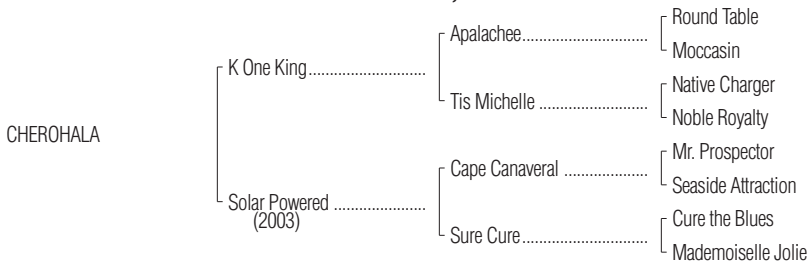 Round Table
Apalachee
Moccasin
K One King
Native Charger
Tis Michelle
Noble Royalty
CHEROHALA
Mr. Prospector
Cape Canaveral
Seaside Attraction
Solar Powered
(2003)
Cure the Blues
Sure Cure
Mademoiselle Jolie